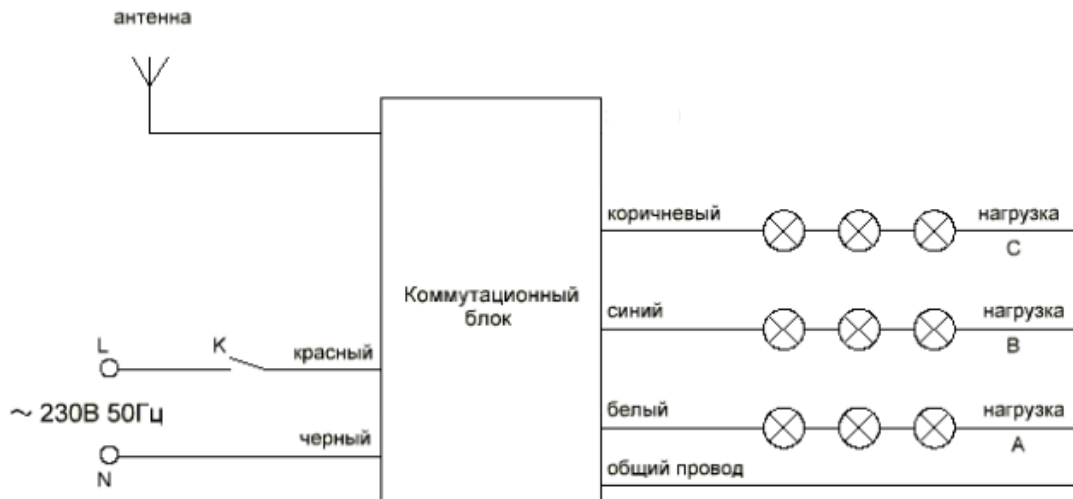 антенна
коричневый
нагрузка
C
Коммутационный
блок
синий
нагрузка
B
L
K
красный
~ 230В 50Гц
белый
нагрузка
A
черный
N
общий провод